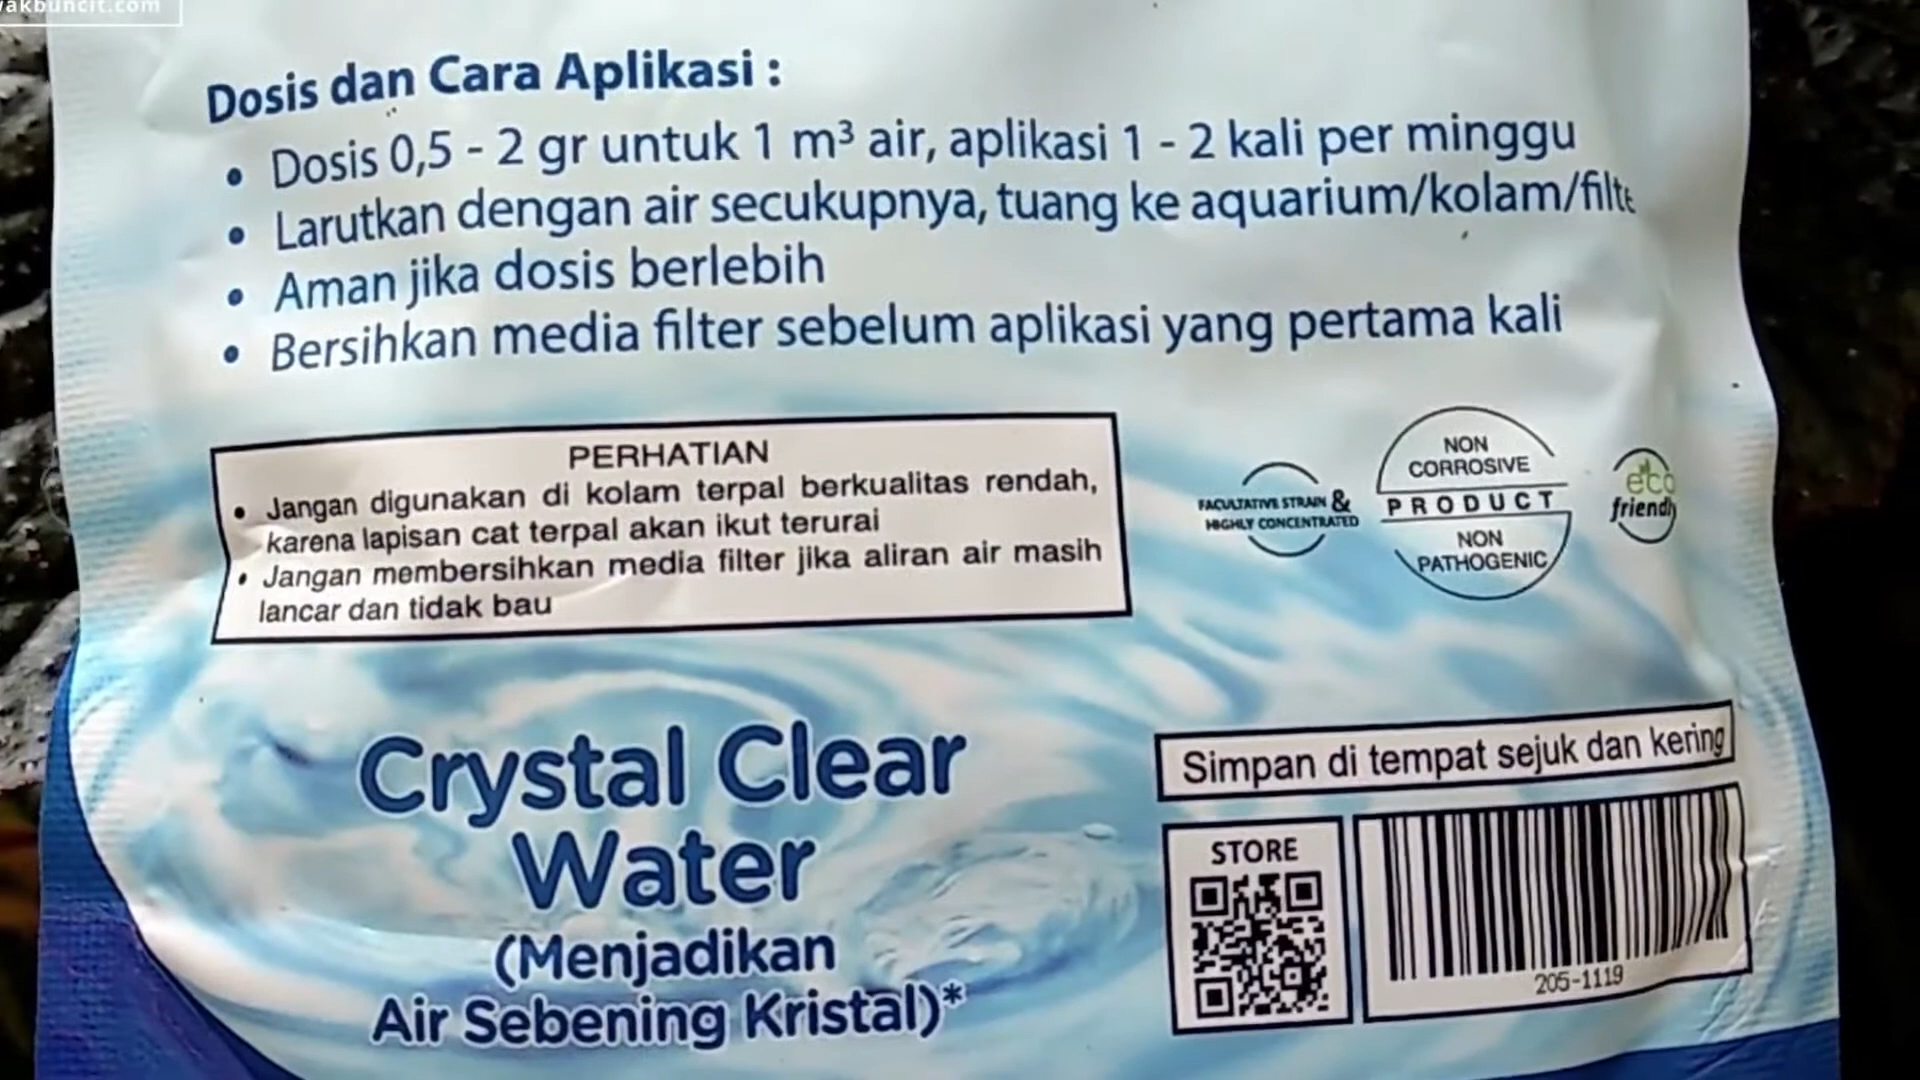 akbuncit.com
Dosis dan Cara Aplikasi :
• Dosis 0,5 - 2 gr untuk 1 m³ air, aplikasi 1 - 2 kali per minggu
• Larutkan dengan air secukupnya, tuang ke aquarium/kolam/filte
• Aman jika dosis berlebih
• Bersihkan media filter sebelum aplikasi yang pertama kali
PERHATIAN
• Jangan digunakan di kolam terpal berkualitas rendah,
karena lapisan cat terpal akan ikut terurai
• Jangan membersihkan media filter jika aliran air masih
lancar dan tidak bau
FACULTATIVE STRAIN &
HIGHLY CONCENTRATED
NON
CORROSIVE
PRODUCT
NON
PATHOGENIC
eco
friendly
Crystal Clear
Water
(Menjadikan
Air Sebening Kristal)*
Simpan di tempat sejuk dan kering
STORE
205-1119